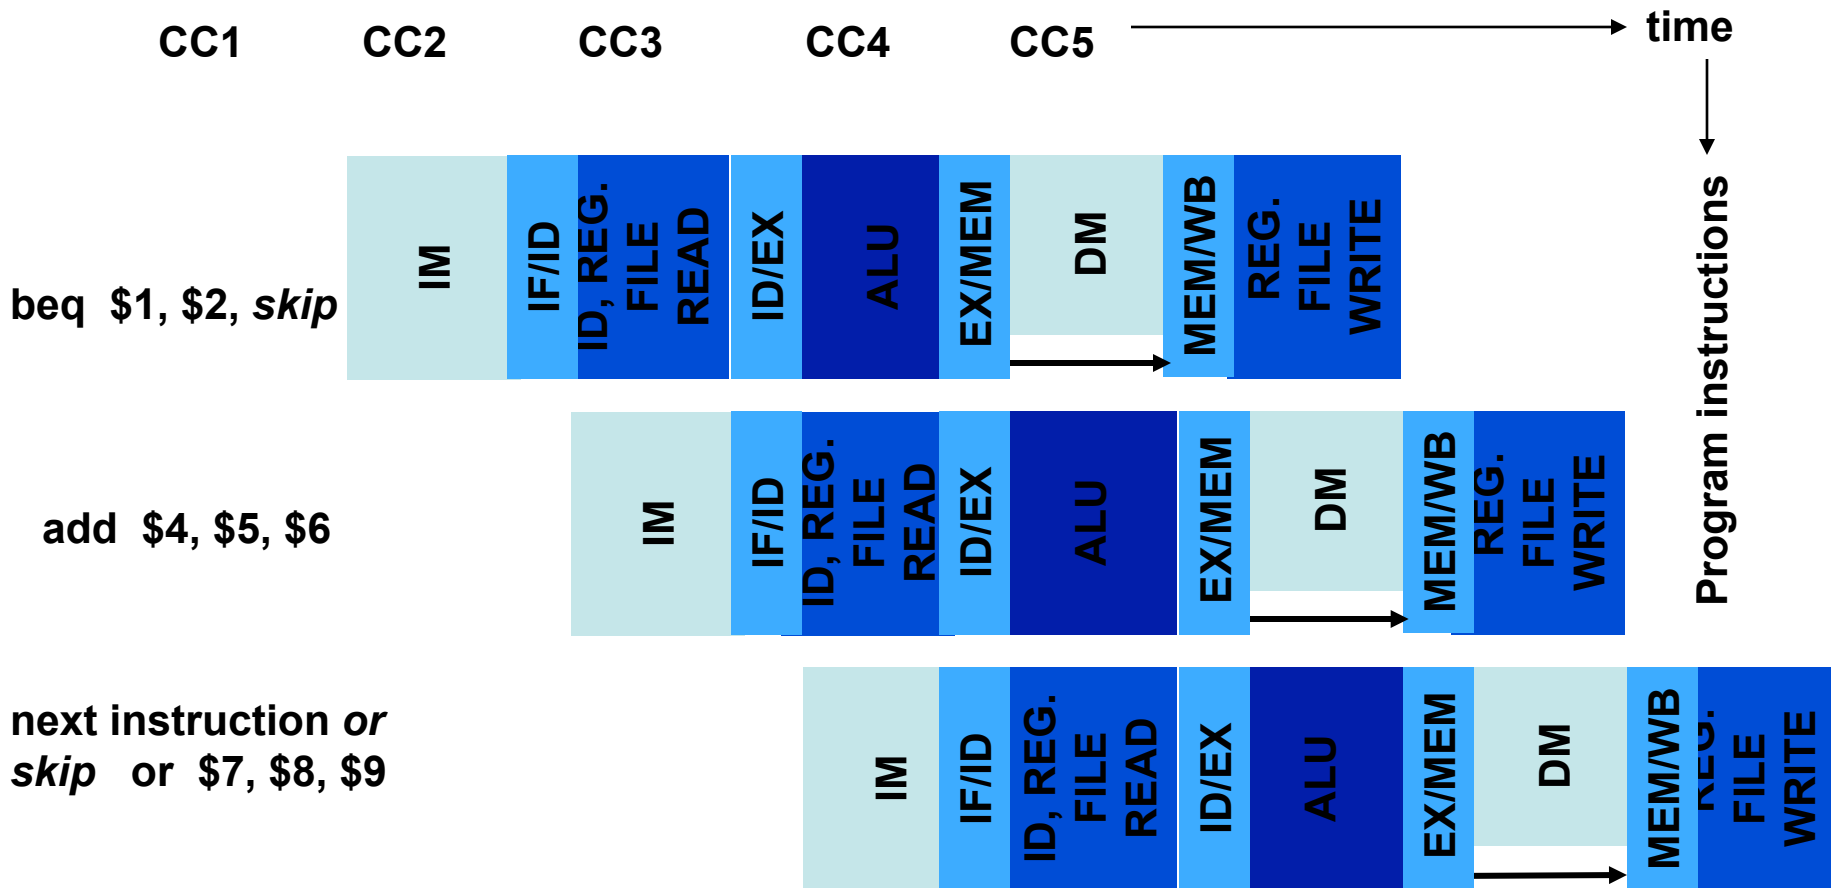 CC1 CC2 CC3 CC4 CC5 time
Program instructions
beq $1, $2, skip
IM
IF/ID
ID, REG.
FILE
READ
ID/EX
ALU
EX/MEM
DM
MEM/WB
REG.
FILE
WRITE
add $4, $5, $6
IM
IF/ID
ID, REG.
FILE
READ
ID/EX
ALU
EX/MEM
DM
MEM/WB
REG.
FILE
WRITE
next instruction or
skip or $7, $8, $9
IM
IF/ID
ID, REG.
FILE
READ
ID/EX
ALU
EX/MEM
DM
MEM/WB
REG.
FILE
WRITE